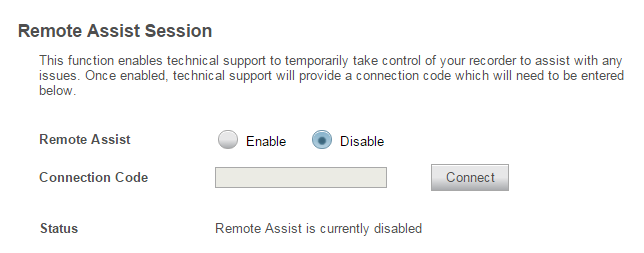 Remote Assist Session
This function enables technical support to temporarily take control of your recorder to assist with any
issues. Once enabled, technical support will provide a connection code which will need to be entered
below.
Remote Assist Enable Disable
Connection Code Connect
Status Remote Assist is currently disabled